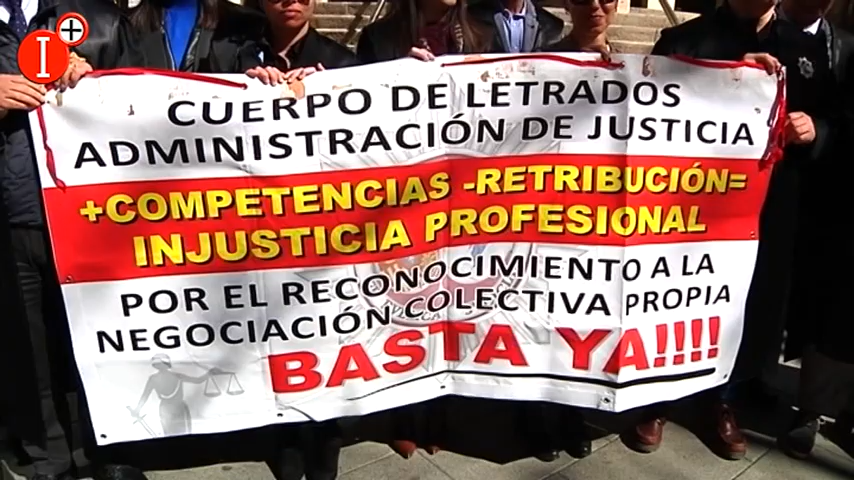 I
CUERPO DE LETRADOS
ADMINISTRACIÓN DE JUSTICIA
+COMPETENCIAS -RETRIBUCIÓN=
INJUSTICIA PROFESIONAL
POR EL RECONOCIMIENTO A LA
NEGOCIACIÓN COLECTIVA PROPIA
BASTA YA!!!!